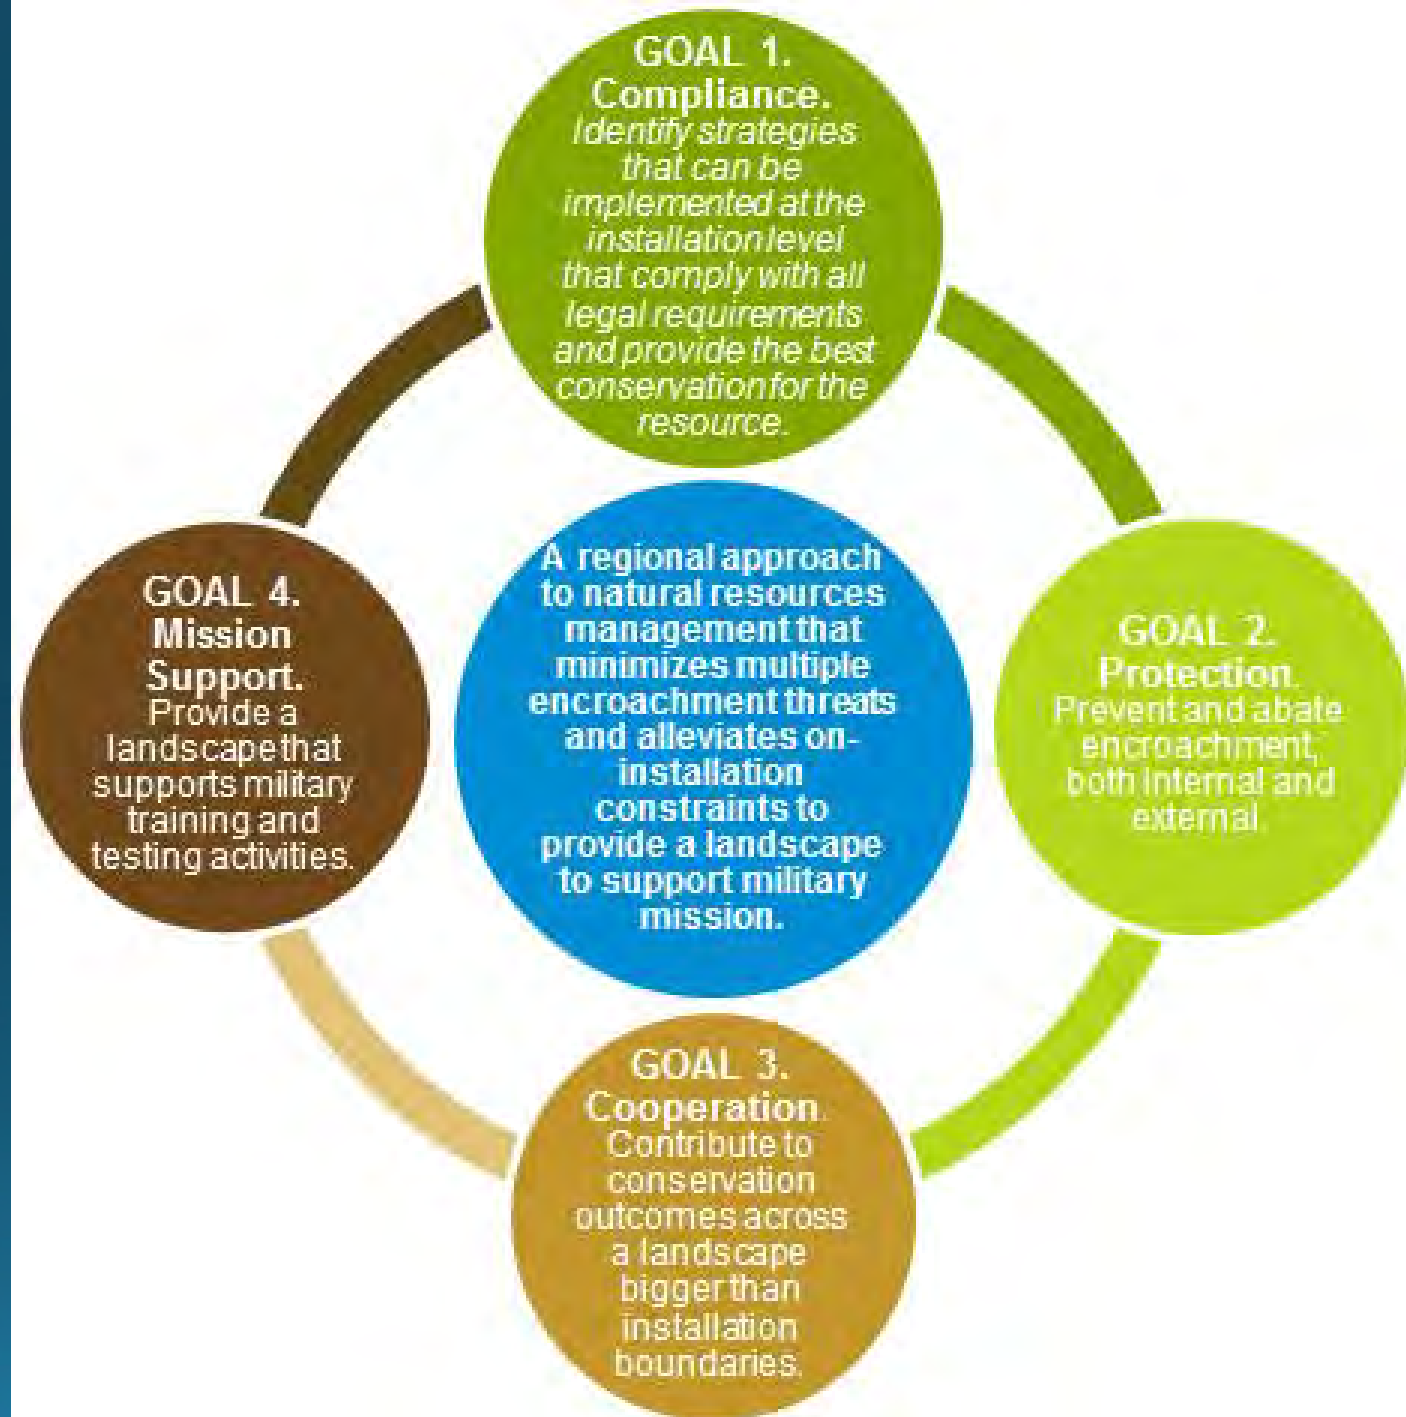 GOAL 1.
Compliance.
Identify strategies
that can be
implemented at the
installation level
that comply with all
legal requirements
and provide the best
conservation for the
resource.
GOAL 4.
Mission
Support.
Provide a
landscape that
supports military
training and
testing activities.
A regional approach
to natural resources
management that
minimizes multiple
encroachment threats
and alleviates on-
installation
constraints to
provide a landscape
to support military
mission.
GOAL 2.
Protection.
Prevent and abate
encroachment,
both internal and
external.
GOAL 3.
Cooperation.
Contribute to
conservation
outcomes across
a landscape
bigger than
installation
boundaries.